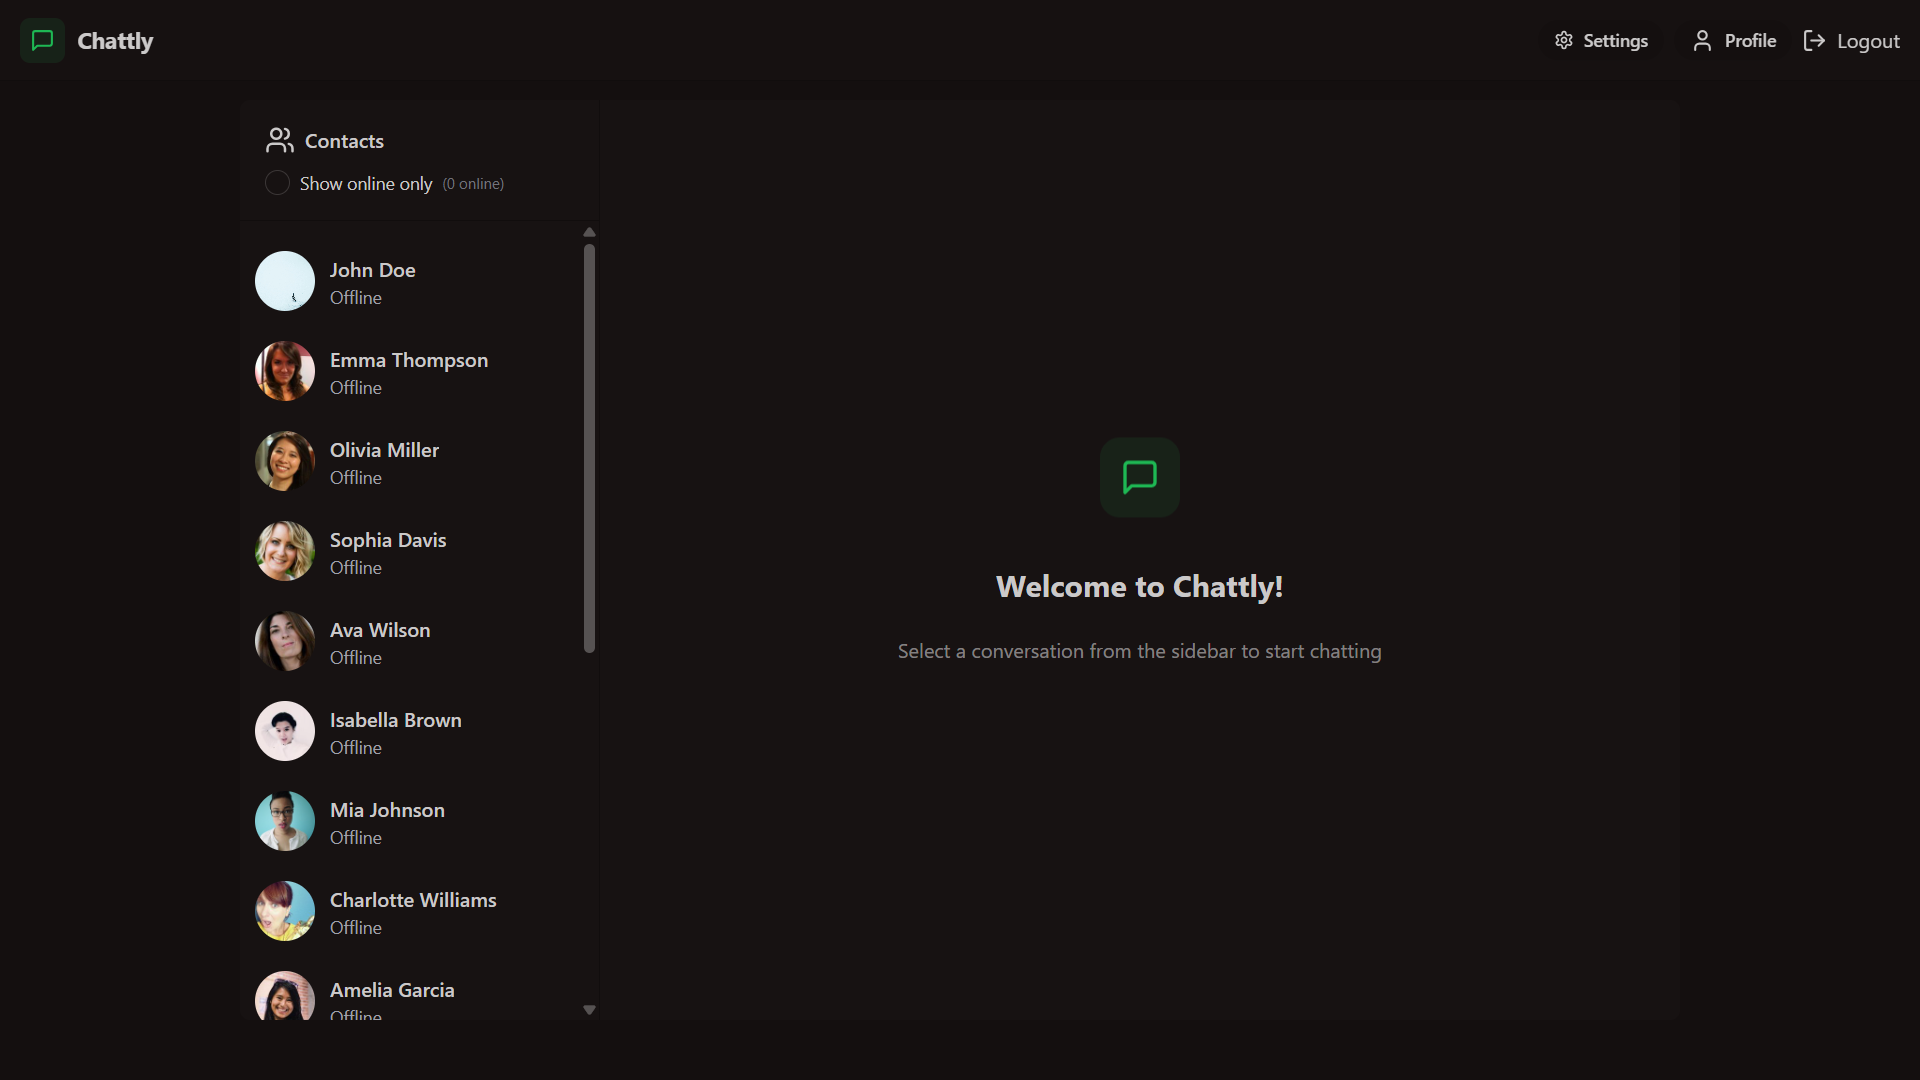 Chattly
Settings
Profile
Logout
Contacts
Show online only (0 online)
John Doe
Offline
Emma Thompson
Offline
Olivia Miller
Offline
Sophia Davis
Offline
Ava Wilson
Offline
Isabella Brown
Offline
Mia Johnson
Offline
Charlotte Williams
Offline
Amelia Garcia
Offline
Welcome to Chattly!
Select a conversation from the sidebar to start chatting